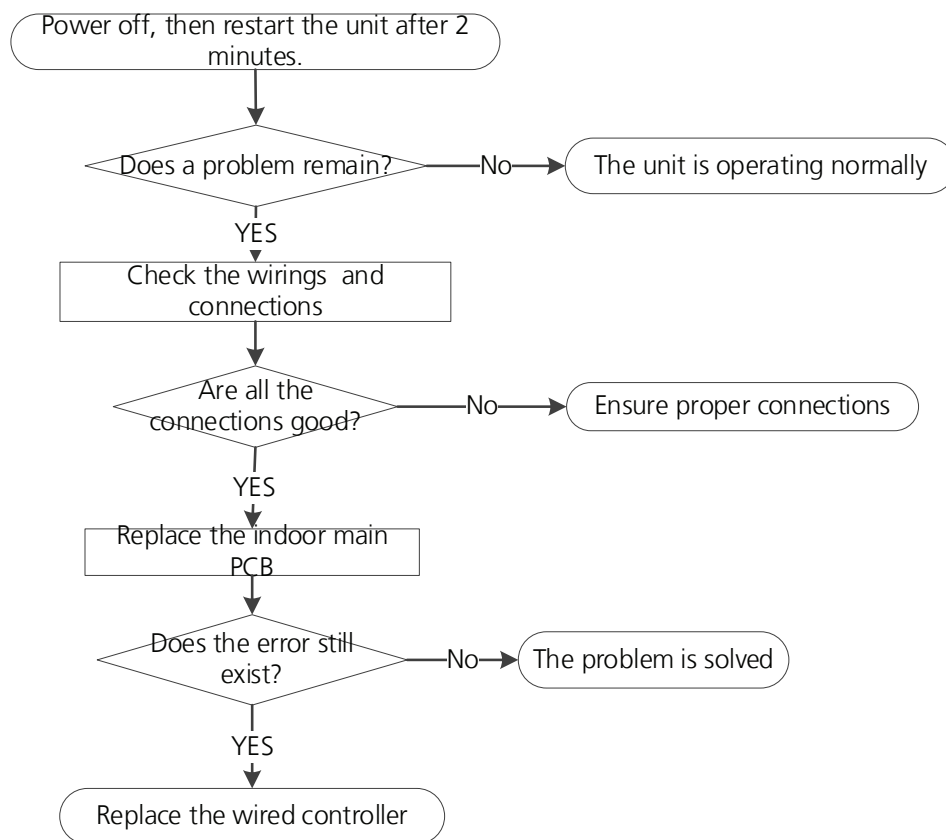 Power off, then restart the unit after 2
minutes.
Does a problem remain?
No
The unit is operating normally
YES
Check the wirings and
connections
Are all the
connections good?
No
Ensure proper connections
YES
Replace the indoor main
PCB
Does the error still
exist?
No
The problem is solved
YES
Replace the wired controller